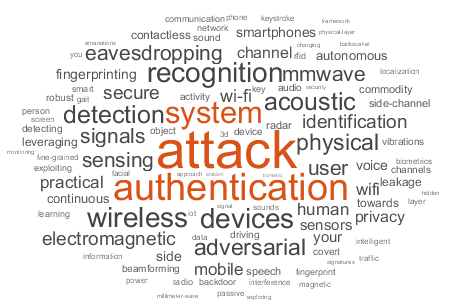 communication phone keystroke framework
network
contactless sound smartphones physical-layer
emanations backscatter
you eavesdropping channel charging rfid autonomous
fingerprinting recognition mmwave localization
smart secure activity wi-fi key audio security commodity
robust gait acoustic side-channel
person detection system identification
screen
detecting signals object 3d device radar physical vibrations
leveraging
monitoring fine-grained sensing attack user voice biometrics
exploiting channels
practical facial approach authentication wifi leakage
continuous hidden
learning wireless iot signal devices sounds human towards layer
sensors privacy
electromagnetic data driving your intelligent
information side adversarial covert traffic
beamforming mobile speech fingerprint signatures
power radio backdoor interference magnetic
millimeter-wave passive